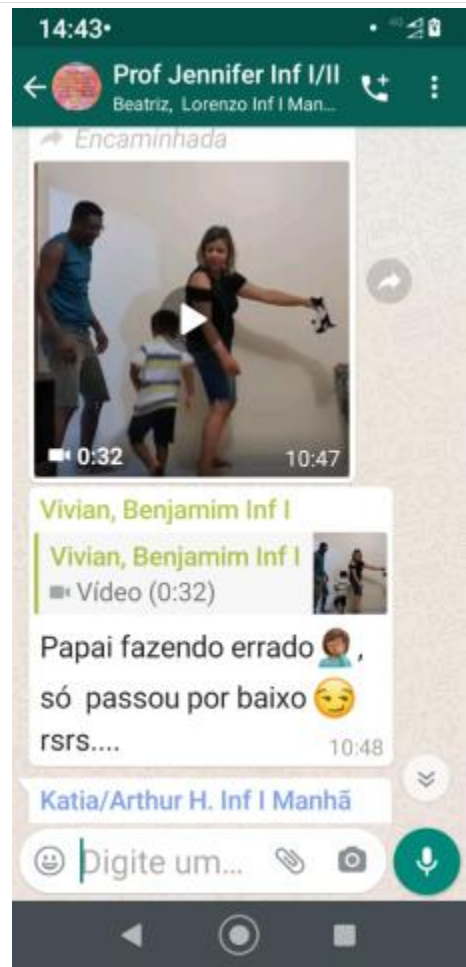 14:43
Prof Jennifer Inf I/II
Beatriz, Lorenzo Inf I Man...
Encaminhada
0:32
10:47
Vivian, Benjamim Inf I
Vivian, Benjamim Inf I
Vídeo (0:32)
Papai fazendo errado🤦🏽‍♀️,
só passou por baixo😏
rsrs....
10:48
Katia/Arthur H. Inf I Manhã
Digite um...